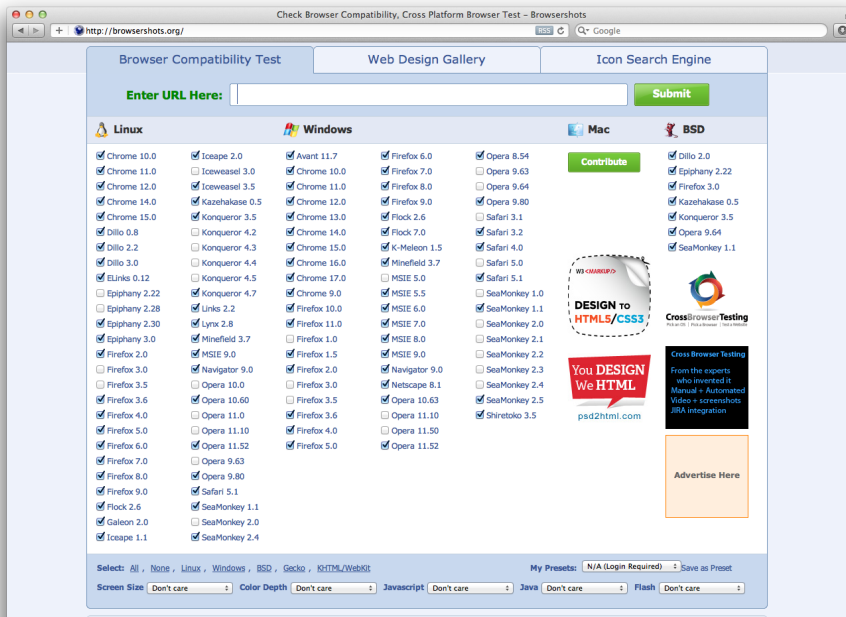 Check Browser Compatibility, Cross Platform Browser Test – Browsershots
http://browsershots.org/
RSS
Google
Browser Compatibility Test
Web Design Gallery
Icon Search Engine
Enter URL Here:
Submit
Linux
Windows
Mac
BSD
Chrome 10.0
Chrome 11.0
Chrome 12.0
Chrome 14.0
Chrome 15.0
Dillo 0.8
Dillo 2.2
Dillo 3.0
ELinks 0.12
Epiphany 2.22
Epiphany 2.28
Epiphany 2.30
Epiphany 3.0
Firefox 2.0
Firefox 3.0
Firefox 3.5
Firefox 3.6
Firefox 4.0
Firefox 5.0
Firefox 6.0
Firefox 7.0
Firefox 8.0
Firefox 9.0
Flock 2.6
Galeon 2.0
Iceape 1.1
Iceape 2.0
Iceweasel 3.0
Iceweasel 3.5
Kazehakase 0.5
Konqueror 3.5
Konqueror 4.2
Konqueror 4.3
Konqueror 4.4
Konqueror 4.5
Konqueror 4.7
Links 2.2
Lynx 2.8
Minefield 3.7
MSIE 9.0
Navigator 9.0
Opera 10.0
Opera 10.60
Opera 11.0
Opera 11.10
Opera 11.52
Opera 9.63
Opera 9.80
Safari 5.1
SeaMonkey 1.1
SeaMonkey 2.0
SeaMonkey 2.4
Avant 11.7
Chrome 10.0
Chrome 11.0
Chrome 12.0
Chrome 13.0
Chrome 14.0
Chrome 15.0
Chrome 16.0
Chrome 17.0
Chrome 9.0
Firefox 10.0
Firefox 11.0
Firefox 1.0
Firefox 1.5
Firefox 2.0
Firefox 3.0
Firefox 3.5
Firefox 3.6
Firefox 4.0
Firefox 5.0
Firefox 6.0
Firefox 7.0
Firefox 8.0
Firefox 9.0
Flock 2.6
Flock 7.0
K-Meleon 1.5
Minefield 3.7
MSIE 5.0
MSIE 5.5
MSIE 6.0
MSIE 7.0
MSIE 8.0
MSIE 9.0
Navigator 9.0
Netscape 8.1
Opera 10.63
Opera 11.10
Opera 11.50
Opera 11.52
Opera 8.54
Opera 9.63
Opera 9.64
Opera 9.80
Safari 3.1
Safari 3.2
Safari 4.0
Safari 5.0
Safari 5.1
SeaMonkey 1.0
SeaMonkey 1.1
SeaMonkey 2.0
SeaMonkey 2.1
SeaMonkey 2.2
SeaMonkey 2.3
SeaMonkey 2.4
SeaMonkey 2.5
Shiretoko 3.5
Contribute
W3 <MARKUP/>
DESIGN TO
HTML5/CSS3
You DESIGN
We HTML
psd2html.com
Dillo 2.0
Epiphany 2.22
Firefox 3.0
Kazehakase 0.5
Konqueror 3.5
Opera 9.64
SeaMonkey 1.1
CrossBrowserTesting
Pick an OS | Pick a Browser | Test a Website
Cross Browser Testing
From the experts
who invented it
Manual + Automated
Video + screenshots
JIRA integration
Advertise Here
Select: All , None , Linux , Windows , BSD , Gecko , KHTML/WebKit
My Presets: N/A (Login Required) Save as Preset
Screen Size Don't care Color Depth Don't care Javascript Don't care Java Don't care Flash Don't care